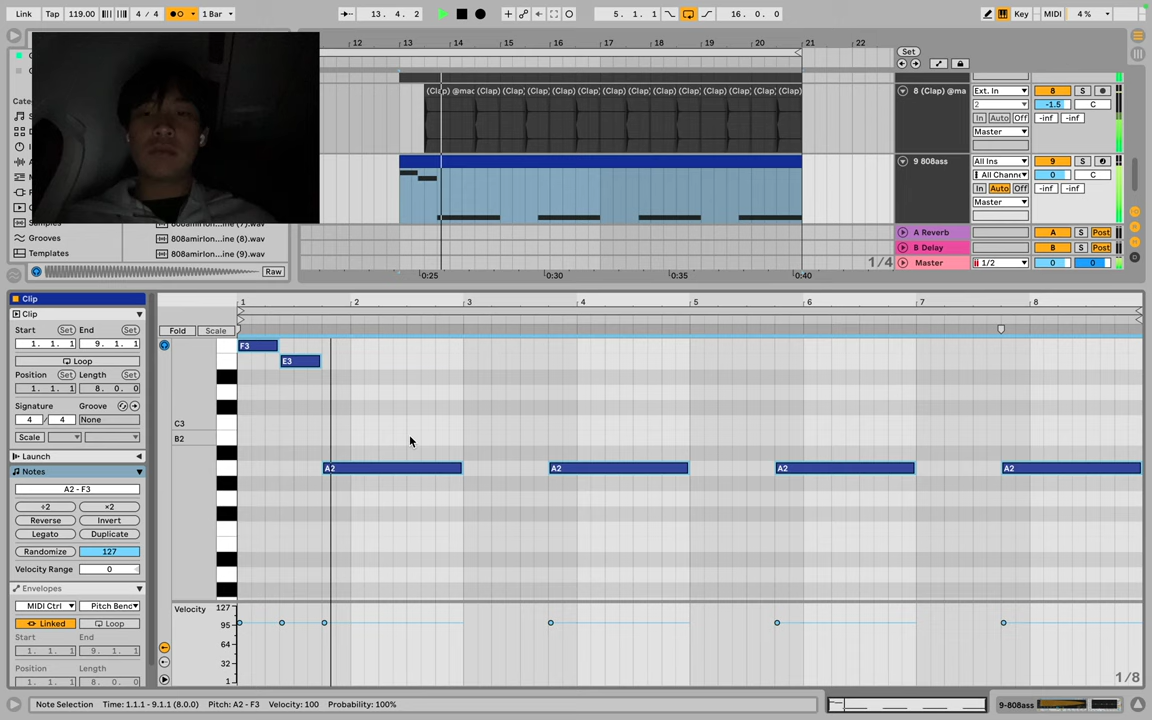 Link Tap 119.00 4 / 4 1 Bar 13. 4. 2 5. 1. 1 16. 0. 0 Key MIDI 4 %
12 13 14 15 16 17 18 19 20 21 22 Set
(Clap) @mac (Clap) (Clap) (Clap) (Clap) (Clap) (Clap) (Clap) (Clap) (Clap) (Clap) (Clap) (Clap) (Clap) (Clap)
8 (Clap) @ma Ext. In 8 S
2 -1.5 C
In Auto Off -inf -inf
Master
9 808ass All Ins 9 S
All Channe 0 C
In Auto Off -inf -inf
Master
Cate
S
D
Samples
Grooves 808amirlon...ine (8).wav
Templates 808amirlon...ine (9).wav
A Reverb A S Post
B Delay B S Post
1/4 Master 1/2 0 0
Raw 0:25 0:30 0:35 0:40
Clip
Clip
Start Set End Set
1. 1. 1 9. 1. 1
Loop
Position Set Length Set
1. 1. 1 8. 0. 0
Signature Groove
4 / 4 None
Scale
Launch
Notes
A2 - F3
÷2 ×2
Reverse Invert
Legato Duplicate
Randomize 127
Velocity Range 0
Envelopes
MIDI Ctrl Pitch Benc
Linked Loop
Start End
1. 1. 1 9. 1. 1
Position Length
1. 1. 1 8. 0. 0
1 2 3 4 5 6 7 8
Fold Scale
F3
E3
C3
B2
A2 A2 A2 A2
Velocity 127
95
64
32
1
1/8
Note Selection Time: 1.1.1 - 9.1.1 (8.0.0) Pitch: A2 - F3 Velocity: 100 Probability: 100% 9-808ass